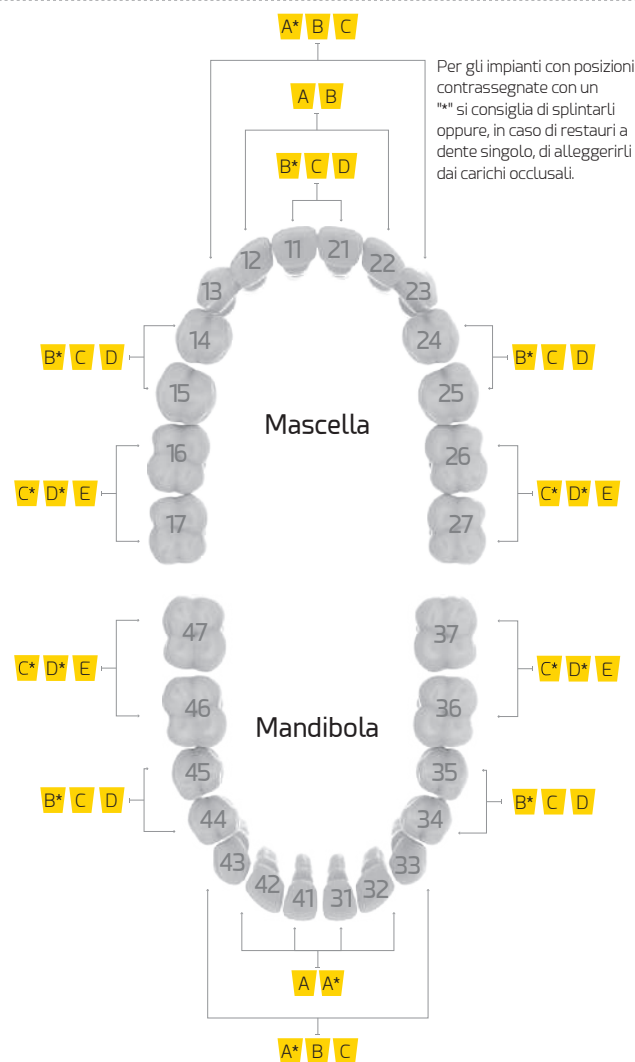 A* B C
Per gli impianti con posizioni
contrassegnate con un
"*" si consiglia di splintarli
oppure, in caso di restauri a
dente singolo, di alleggerirli
dai carichi occlusali.
A B
B* C D
11 21
12 22
13 23
14 24
B* C D B* C D
15 25
Mascella
16 26
C* D* E C* D* E
17 27
47 37
C* D* E C* D* E
46 36
Mandibola
45 35
B* C D B* C D
44 34
43 33
42 32
41 31
A A*
A* B C